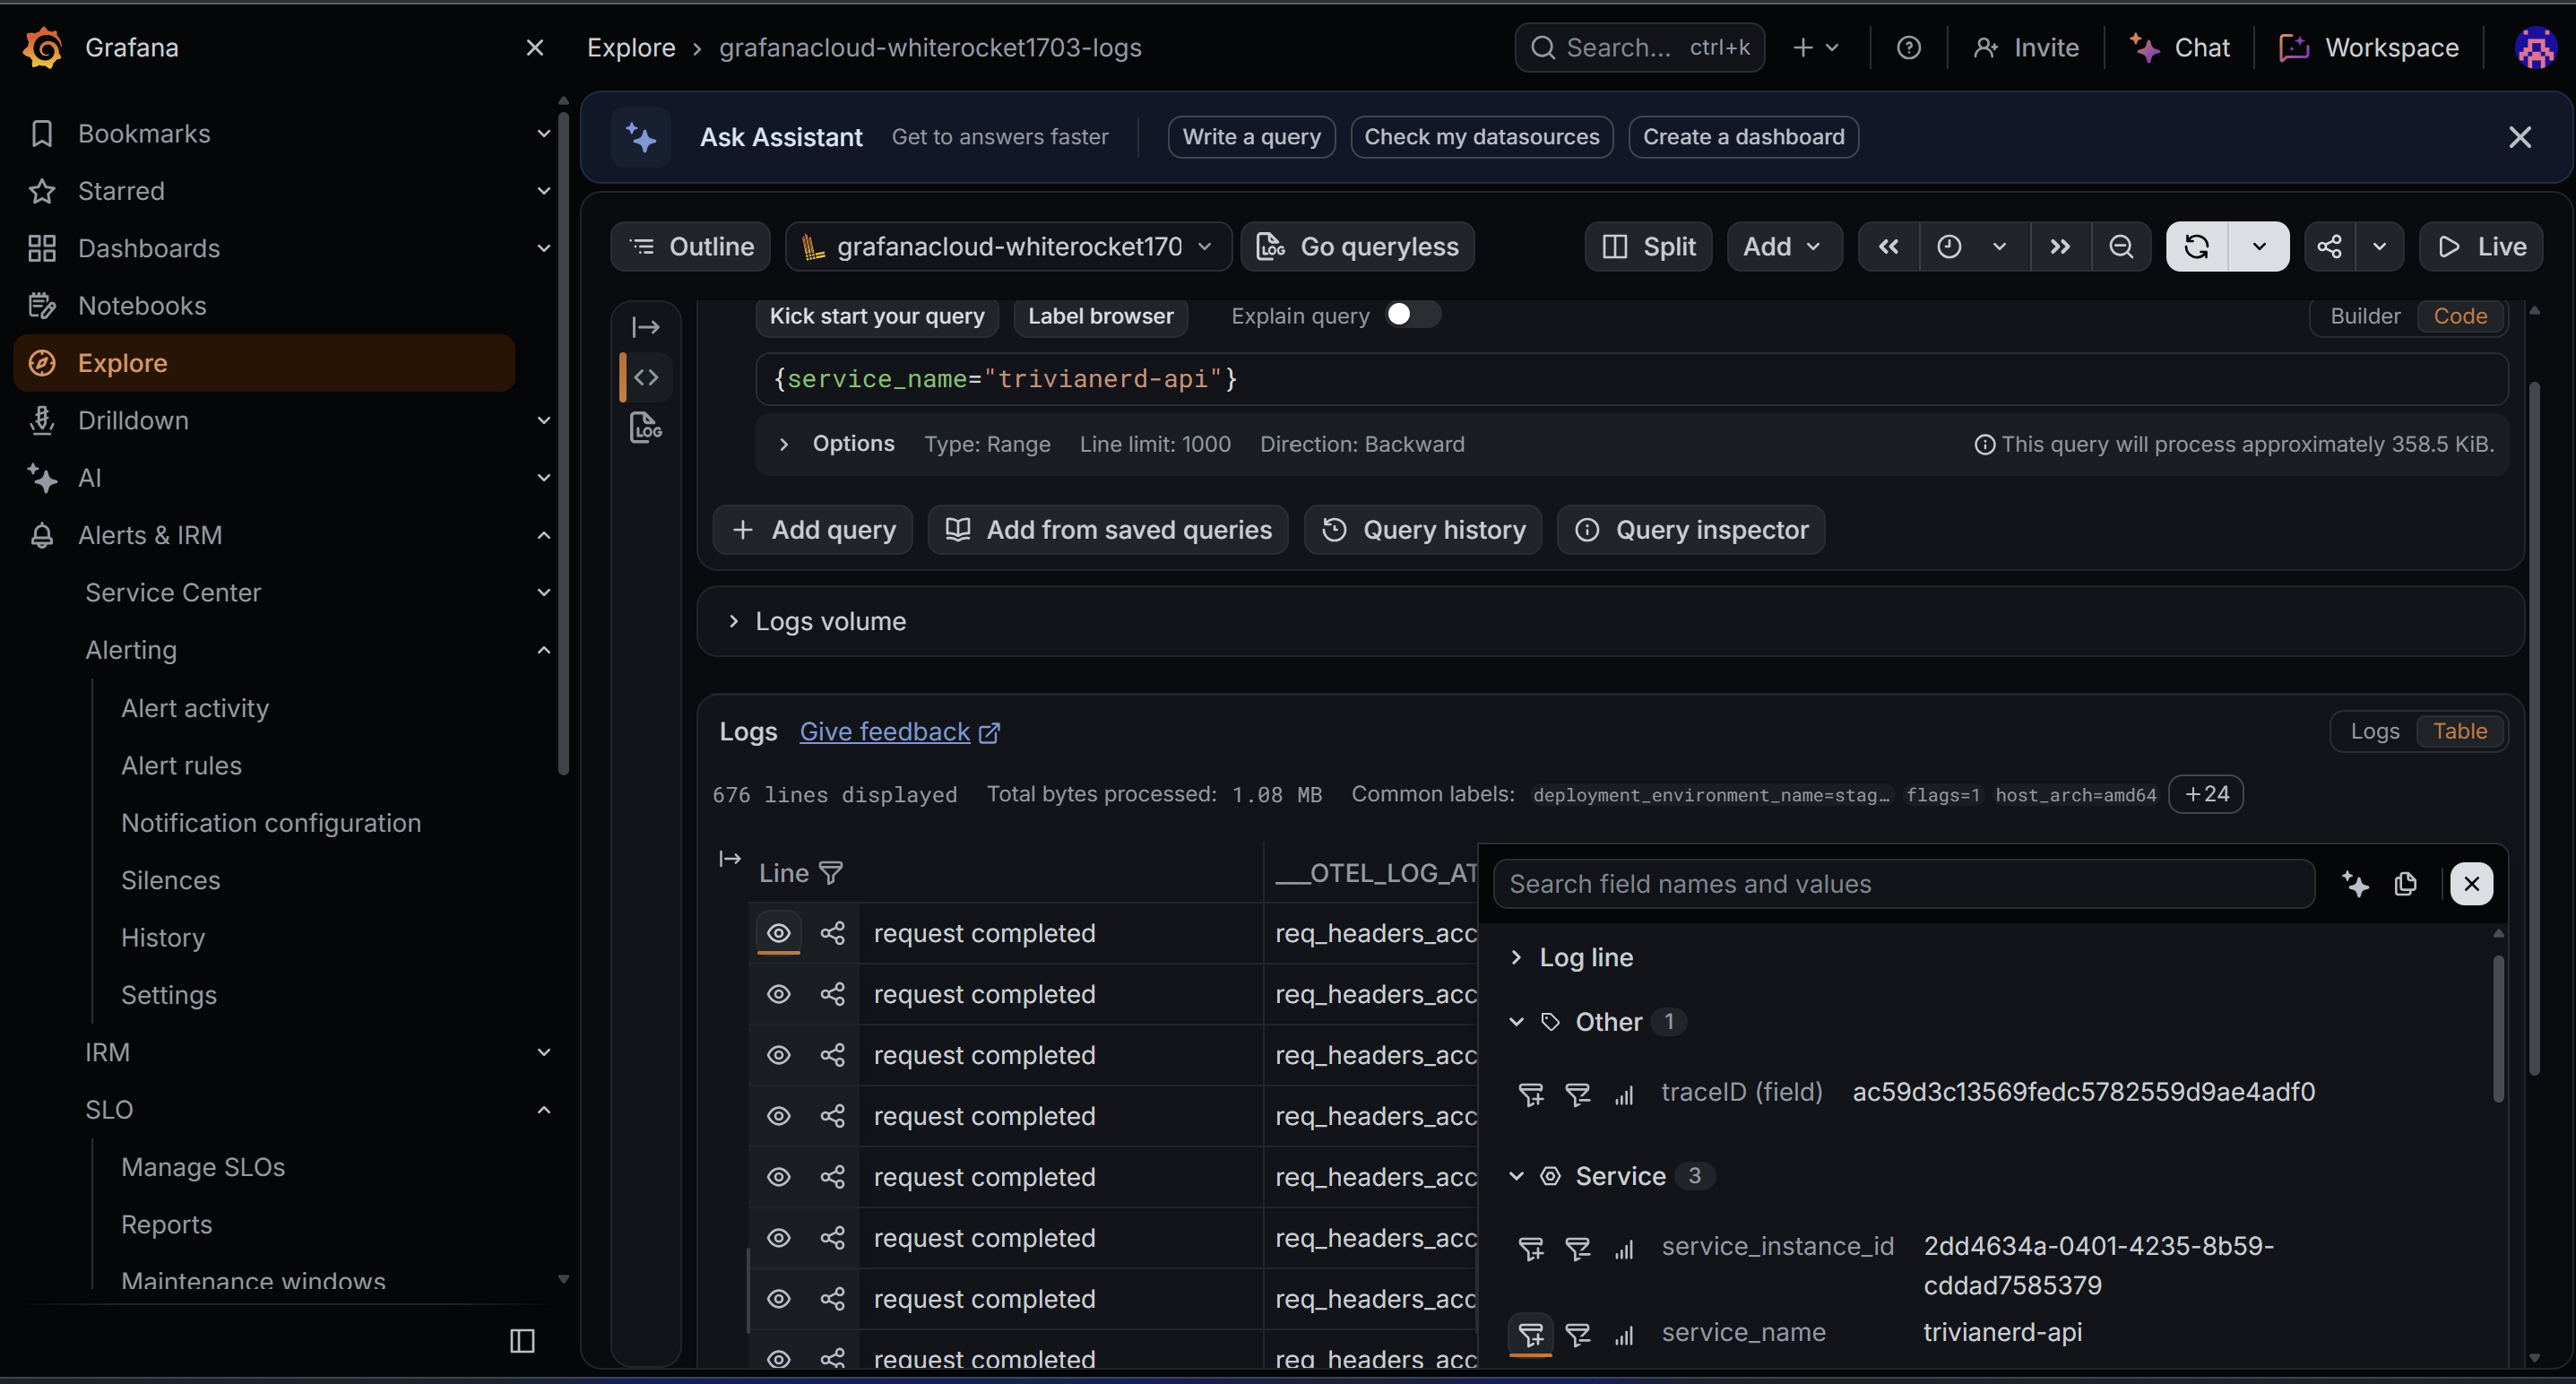 Grafana
Explore › grafanacloud-whiterocket1703-logs
Search... ctrl+k
Invite
Chat
Workspace
Bookmarks
Starred
Dashboards
Notebooks
Explore
Drilldown
AI
Alerts & IRM
Service Center
Alerting
Alert activity
Alert rules
Notification configuration
Silences
History
Settings
IRM
SLO
Manage SLOs
Reports
Maintenance windows
Ask Assistant Get to answers faster Write a query Check my datasources Create a dashboard
Outline grafanacloud-whiterocket170 Go queryless Split Add Live
Kick start your query Label browser Explain query Builder Code
{service_name="trivianerd-api"}
Options Type: Range Line limit: 1000 Direction: Backward This query will process approximately 358.5 KiB.
Add query Add from saved queries Query history Query inspector
Logs volume
Logs Give feedback Logs Table
676 lines displayed Total bytes processed: 1.08 MB Common labels: deployment_environment_name=stag… flags=1 host_arch=amd64 +24
Line ___OTEL_LOG_AT
request completed req_headers_acc
request completed req_headers_acc
request completed req_headers_acc
request completed req_headers_acc
request completed req_headers_acc
request completed req_headers_acc
request completed req_headers_acc
request completed req_headers_acc
Search field names and values
Log line
Other 1
traceID (field) ac59d3c13569fedc5782559d9ae4adf0
Service 3
service_instance_id 2dd4634a-0401-4235-8b59-
cddad7585379
service_name trivianerd-api